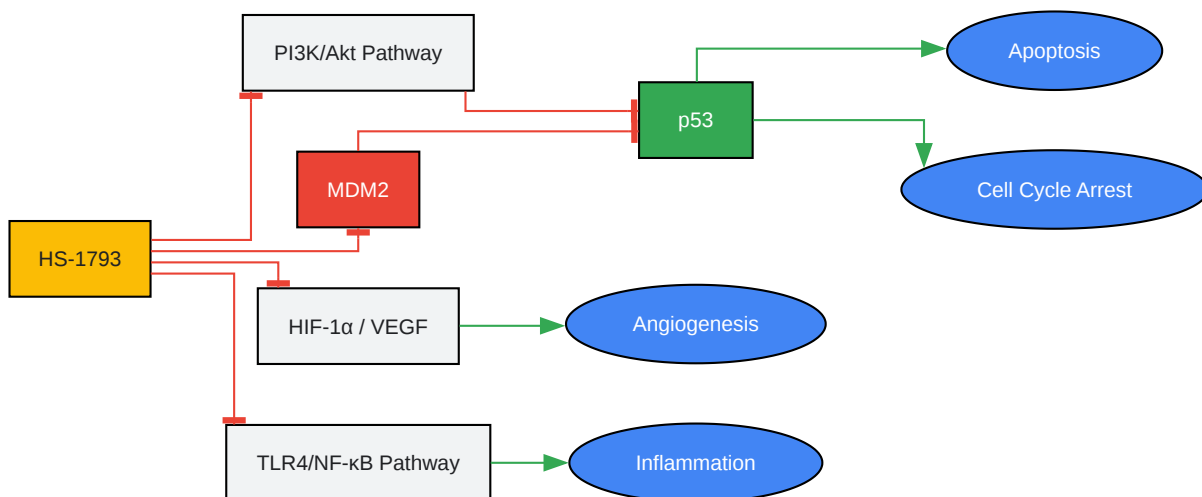 PI3K/Akt Pathway
Apoptosis
p53
MDM2
Cell Cycle Arrest
HS-1793
HIF-1α / VEGF
Angiogenesis
TLR4/NF-κB Pathway
Inflammation